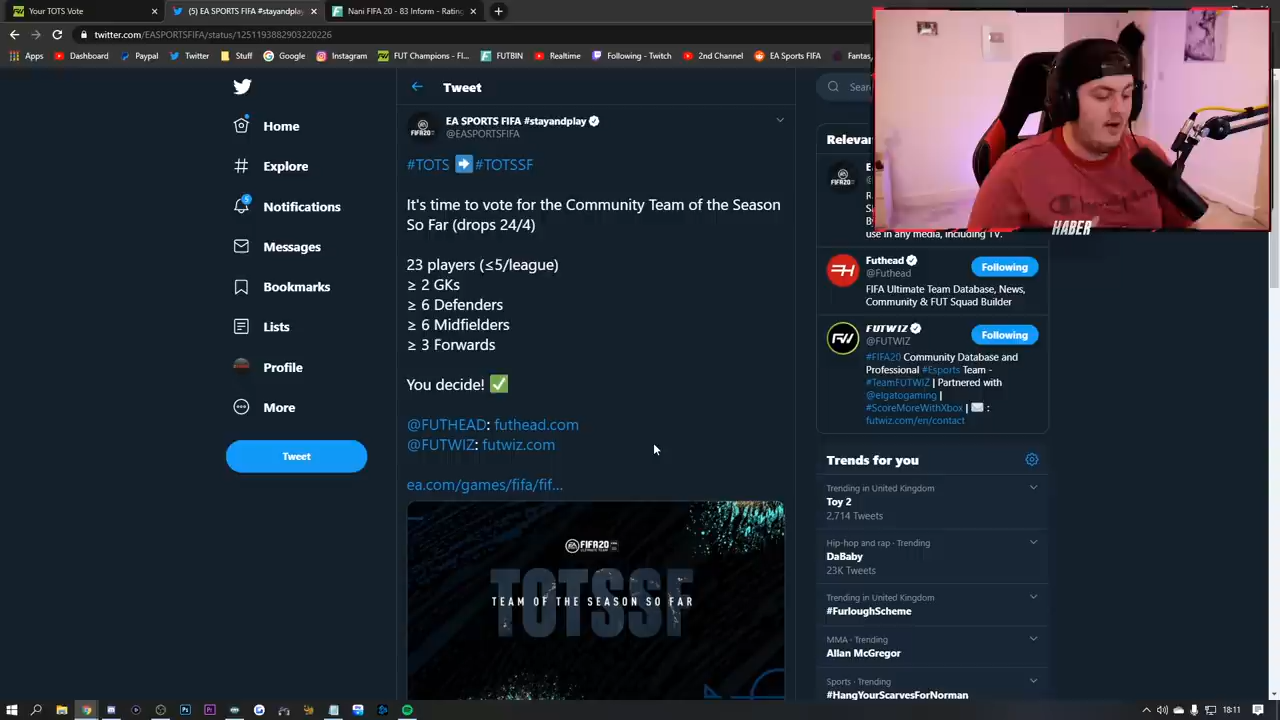 Your TOTS Vote
(5) EA SPORTS FIFA #stayandplay
Nani FIFA 20 - 83 Inform - Rating
twitter.com/EASPORTSFIFA/status/1251193882903220226
Apps
Dashboard
Paypal
Twitter
Stuff
Google
Instagram
FUT Champions - FI...
FUTBIN
Realtime
Following - Twitch
2nd Channel
EA Sports FIFA
Home
Explore
5
Notifications
Messages
Bookmarks
Lists
Profile
More
Tweet
Tweet
EA SPORTS FIFA #stayandplay
@EASPORTSFIFA
#TOTS ➡ #TOTSSF
It's time to vote for the Community Team of the Season
So Far (drops 24/4)
23 players (≤5/league)
≥ 2 GKs
≥ 6 Defenders
≥ 6 Midfielders
≥ 3 Forwards
You decide! ✅
@FUTHEAD: futhead.com
@FUTWIZ: futwiz.com
ea.com/games/fifa/fif...
FIFA20
TOTSSF
TEAM OF THE SEASON SO FAR
use in any media, including TV.
Futhead
@Futhead
Following
FIFA Ultimate Team Database, News,
Community & FUT Squad Builder
FUTWIZ
@FUTWIZ
Following
#FIFA20 Community Database and
Professional #Esports Team -
#TeamFUTWIZ | Partnered with
@elgatogaming |
#ScoreMoreWithXbox | ✉ :
futwiz.com/en/contact
Trends for you
Trending in United Kingdom
Toy 2
2,714 Tweets
Hip-hop and rap · Trending
DaBaby
23K Tweets
Trending in United Kingdom
#FurloughScheme
MMA · Trending
Allan McGregor
Sports · Trending
#HangYourScarvesForNorman
Champion
HABER
18:11